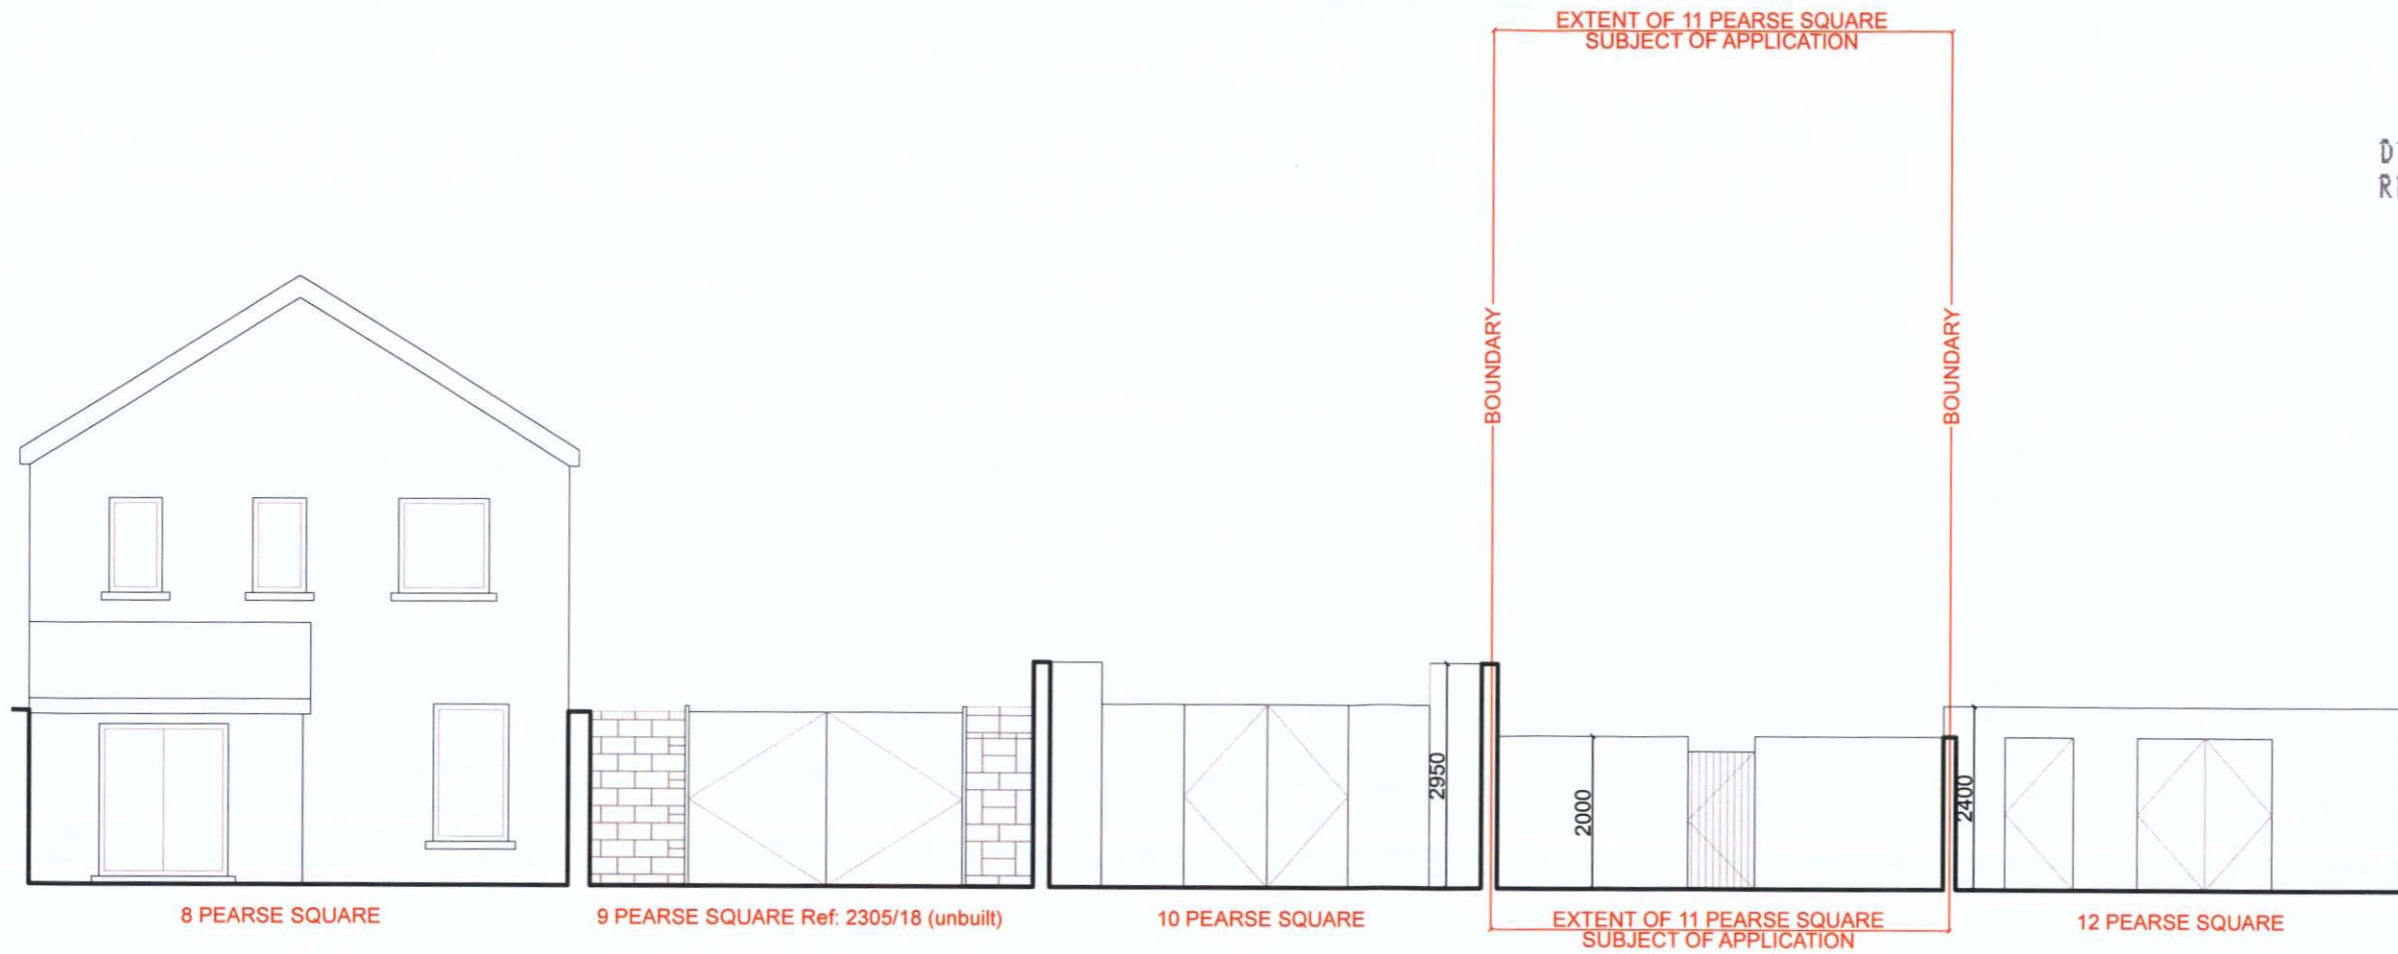 EXTENT OF 11 PEARSE SQUARE
SUBJECT OF APPLICATION
BOUNDARY
BOUNDARY
2950
2000
2400
8 PEARSE SQUARE
9 PEARSE SQUARE Ref: 2305/18 (unbuilt)
10 PEARSE SQUARE
EXTENT OF 11 PEARSE SQUARE
SUBJECT OF APPLICATION
12 PEARSE SQUARE